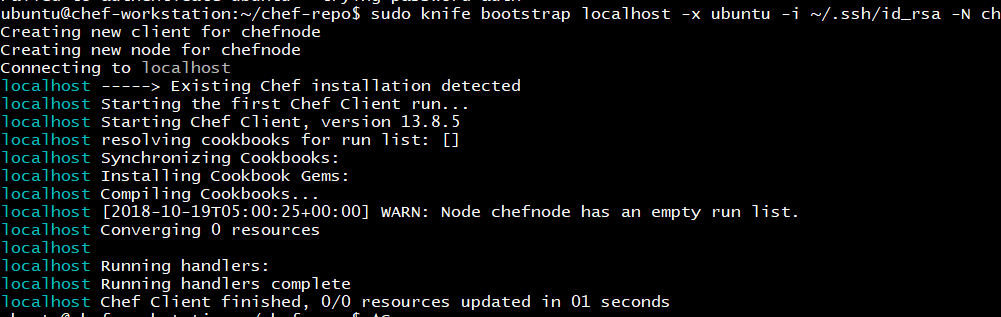 ubuntu@chef-workstation:~/chef-repo$ sudo knife bootstrap localhost -x ubuntu -i ~/.ssh/id_rsa -N ch
Creating new client for chefnode
Creating new node for chefnode
Connecting to localhost
localhost -----> Existing Chef installation detected
localhost Starting the first Chef Client run...
localhost Starting Chef Client, version 13.8.5
localhost resolving cookbooks for run list: []
localhost Synchronizing Cookbooks:
localhost Installing Cookbook Gems:
localhost Compiling Cookbooks...
localhost [2018-10-19T05:00:25+00:00] WARN: Node chefnode has an empty run list.
localhost Converging 0 resources
localhost
localhost Running handlers:
localhost Running handlers complete
localhost Chef Client finished, 0/0 resources updated in 01 seconds